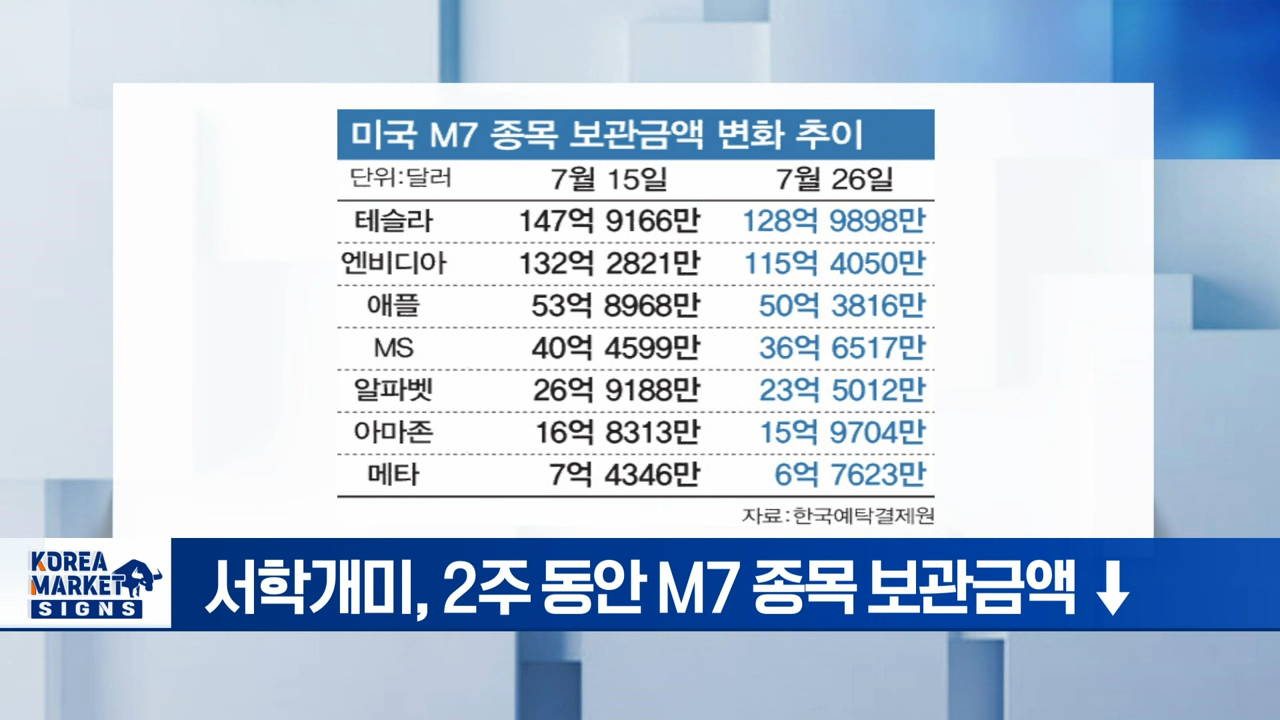 미국 M7 종목 보관금액 변화 추이
단위:달러 7월 15일 7월 26일
테슬라 147억 9166만 128억 9898만
엔비디아 132억 2821만 115억 4050만
애플 53억 8968만 50억 3816만
MS 40억 4599만 36억 6517만
알파벳 26억 9188만 23억 5012만
아마존 16억 8313만 15억 9704만
메타 7억 4346만 6억 7623만
자료:한국예탁결제원
KOREA
MARKET
SIGNS
서학개미, 2주 동안 M7 종목 보관금액 ↓